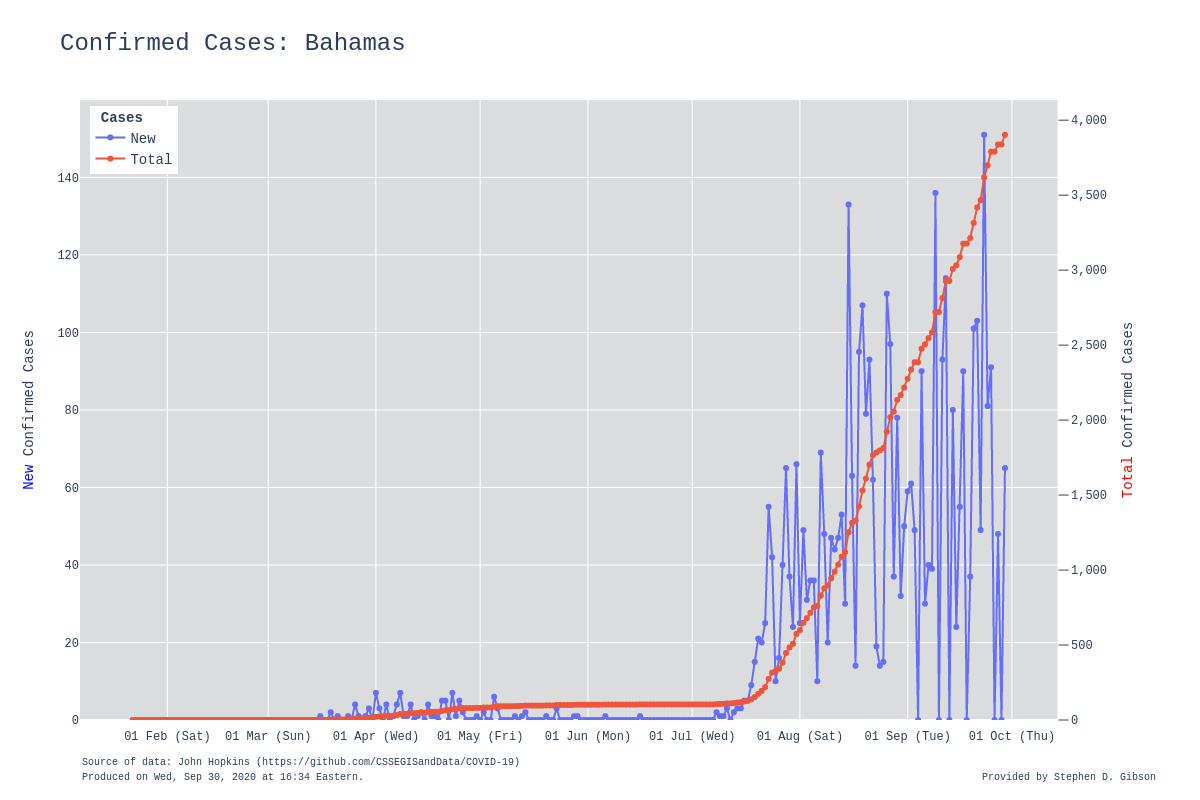 Confirmed Cases: Bahamas
Cases
New
Total
140
120
100
80
60
40
20
0
4,000
3,500
3,000
2,500
2,000
1,500
1,000
500
0
New Confirmed Cases
Total Confirmed Cases
01 Feb (Sat) 01 Mar (Sun) 01 Apr (Wed) 01 May (Fri) 01 Jun (Mon) 01 Jul (Wed) 01 Aug (Sat) 01 Sep (Tue) 01 Oct (Thu)
Source of data: John Hopkins (https://github.com/CSSEGISandData/COVID-19)
Produced on Wed, Sep 30, 2020 at 16:34 Eastern.
Provided by Stephen D. Gibson